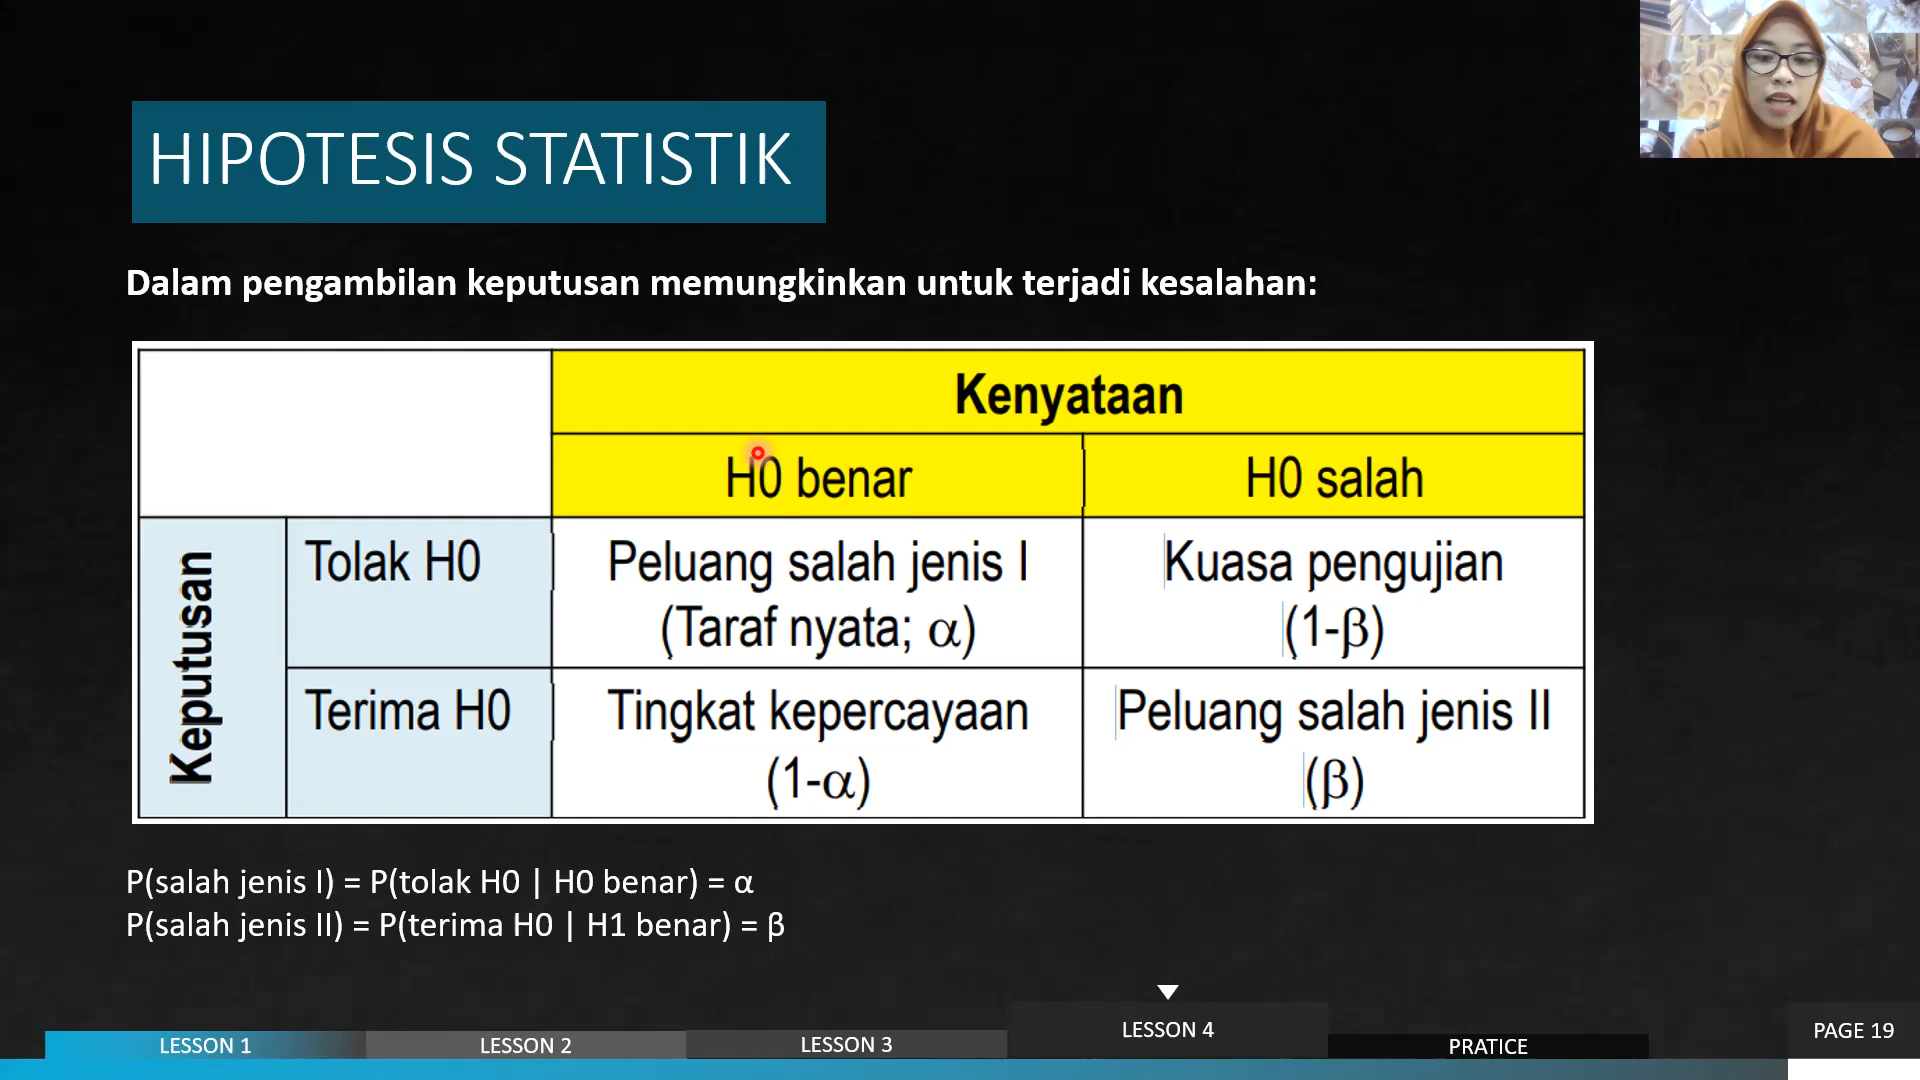 HIPOTESIS STATISTIK
Dalam pengambilan keputusan memungkinkan untuk terjadi kesalahan:
Kenyataan
H0 benar
H0 salah
Keputusan
Tolak H0
Peluang salah jenis I
(Taraf nyata; α)
Kuasa pengujian
(1-β)
Terima H0
Tingkat kepercayaan
(1-α)
Peluang salah jenis II
(β)
P(salah jenis I) = P(tolak H0 | H0 benar) = α
P(salah jenis II) = P(terima H0 | H1 benar) = β
LESSON 1
LESSON 2
LESSON 3
LESSON 4
PRATICE
PAGE 19